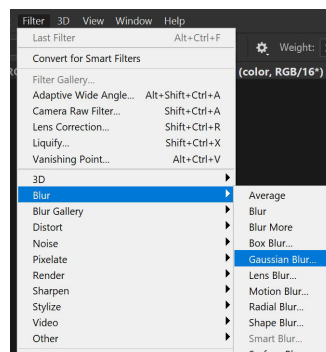 Filter 3D View Window Help
Last Filter Alt+Ctrl+F
Weight:
Convert for Smart Filters
Filter Gallery...
(color, RGB/16*)
Adaptive Wide Angle... Alt+Shift+Ctrl+A
Camera Raw Filter... Shift+Ctrl+A
Lens Correction... Shift+Ctrl+R
Liquify... Shift+Ctrl+X
Vanishing Point... Alt+Ctrl+V
3D
Blur
Average
Blur Gallery
Blur
Distort
Blur More
Noise
Box Blur...
Pixelate
Gaussian Blur...
Render
Lens Blur...
Sharpen
Motion Blur...
Stylize
Radial Blur...
Video
Shape Blur...
Other
Smart Blur...